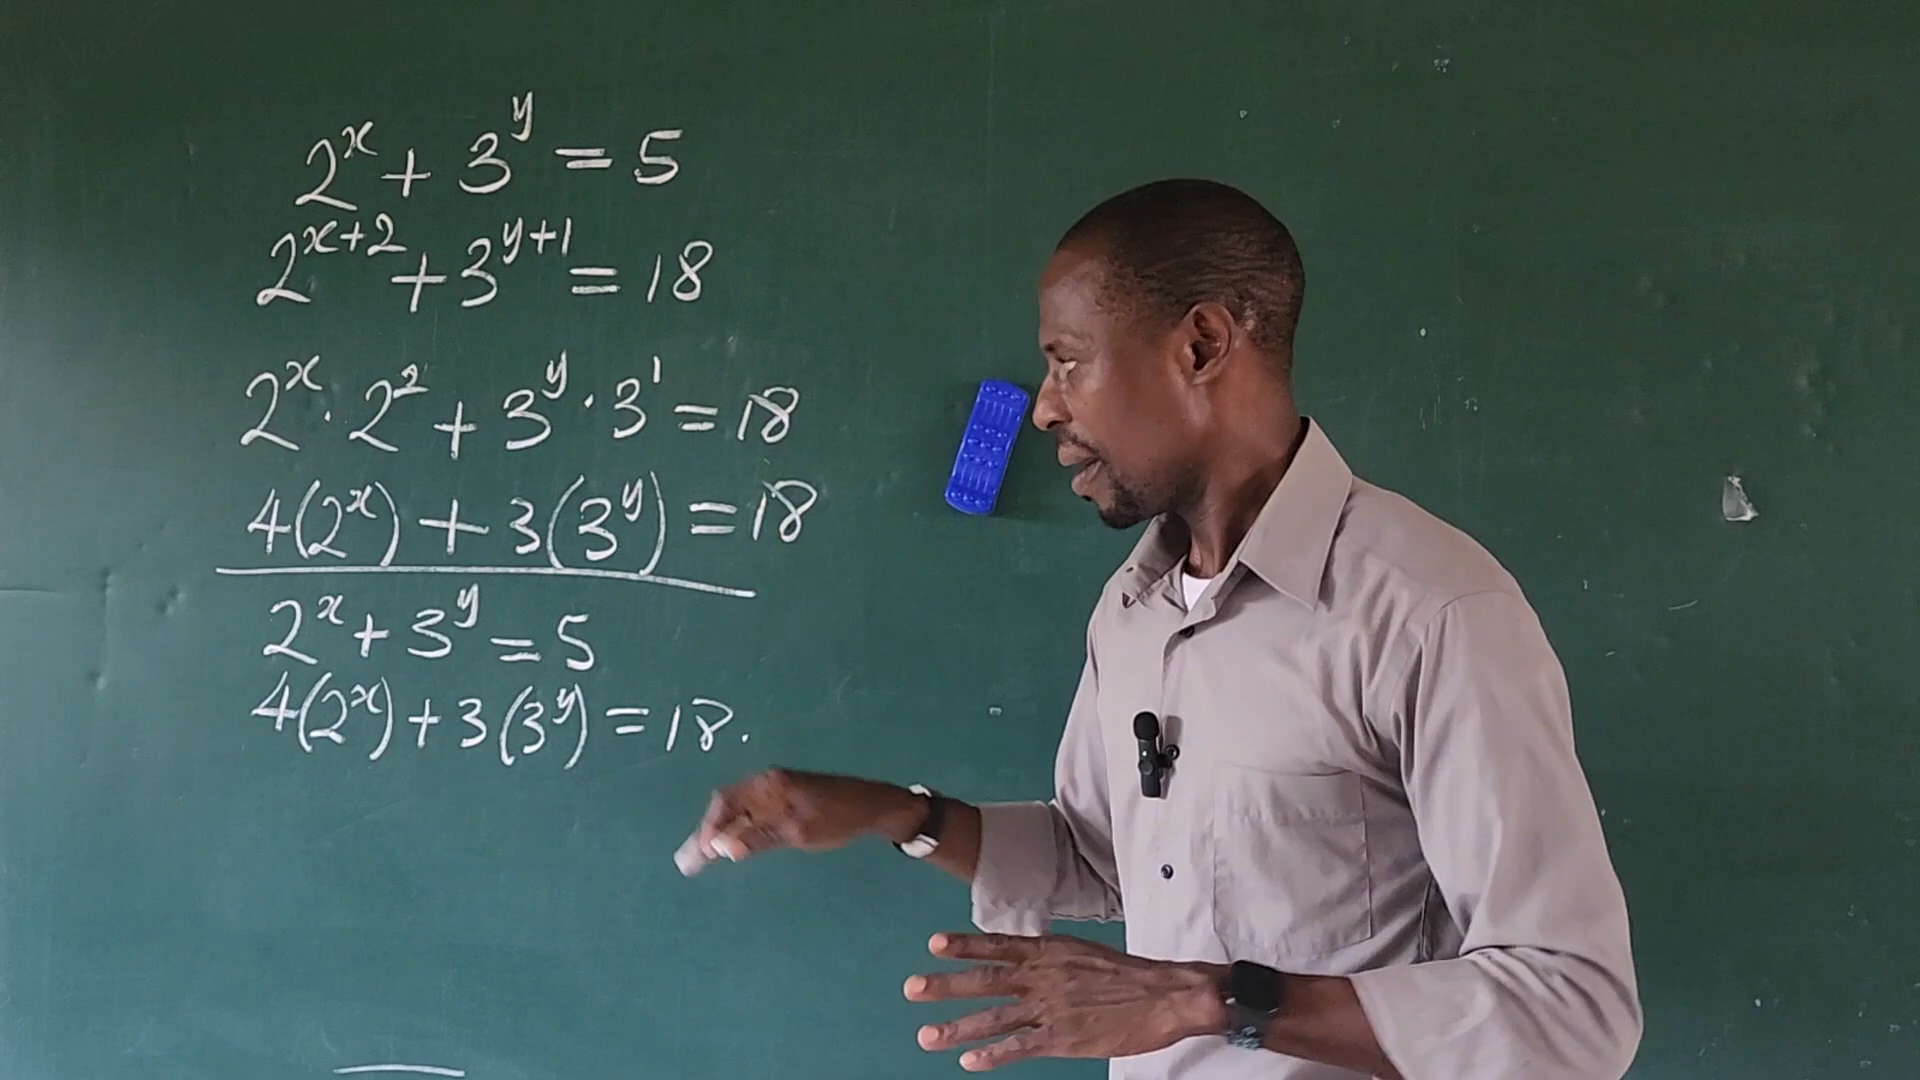 2^x + 3^y = 5
2^{x+2} + 3^{y+1} = 18
2^x · 2^2 + 3^y · 3^1 = 18
4(2^x) + 3(3^y) = 18
2^x + 3^y = 5
4(2^x) + 3(3^y) = 18.